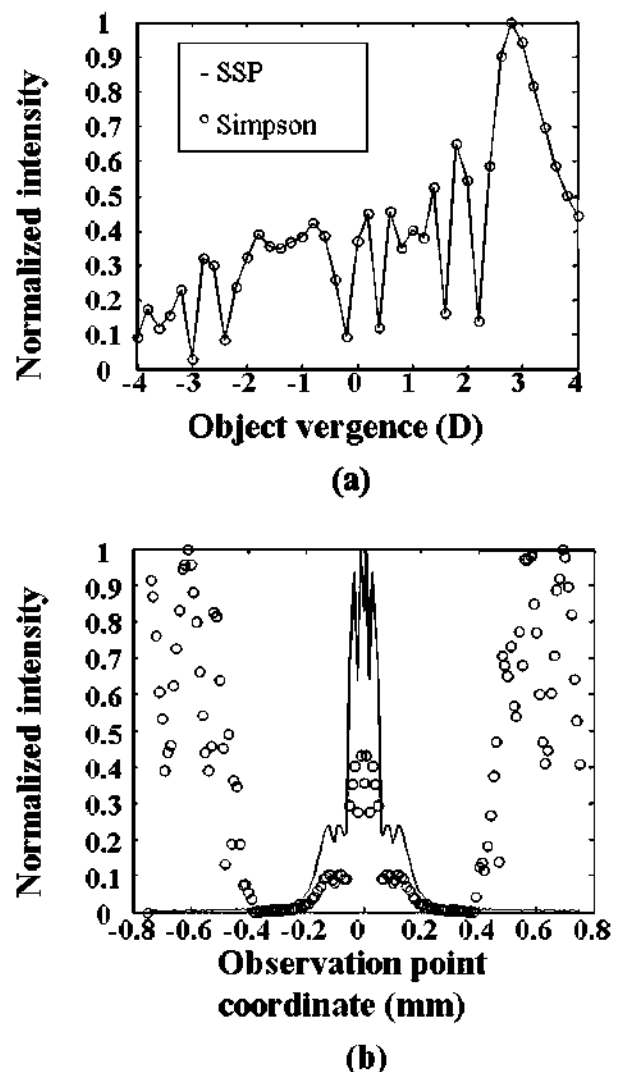 Normalized intensity
1
0.9
0.8
0.7
0.6
0.5
0.4
0.3
0.2
0.1
0
- SSP
o Simpson
-4 -3 -2 -1 0 1 2 3 4
Object vergence (D)
(a)
Normalized intensity
1
0.9
0.8
0.7
0.6
0.5
0.4
0.3
0.2
0.1
0
-0.8 -0.6 -0.4 -0.2 0 0.2 0.4 0.6 0.8
Observation point
coordinate (mm)
(b)